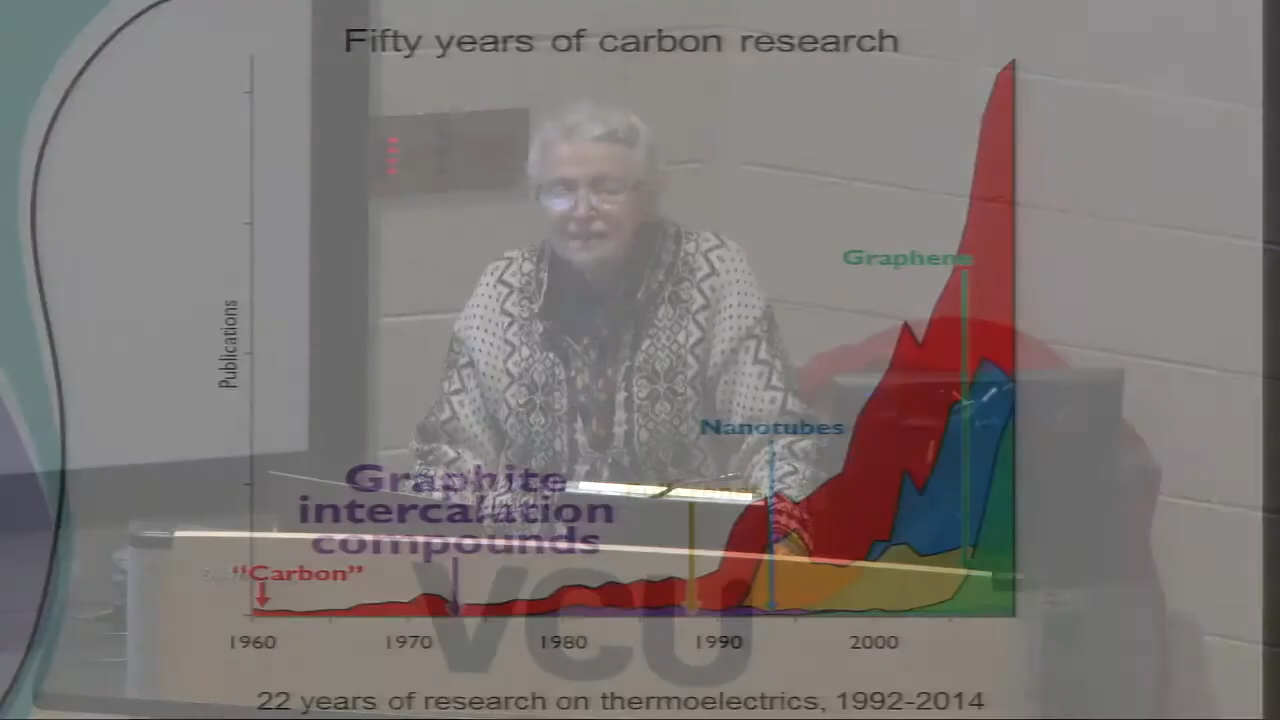 Fifty years of carbon research
Publications
Graphene
Nanotubes
Graphite
intercalation
compounds
“Carbon”
1960 1970 1980 1990 2000
VCU
22 years of research on thermoelectrics, 1992-2014